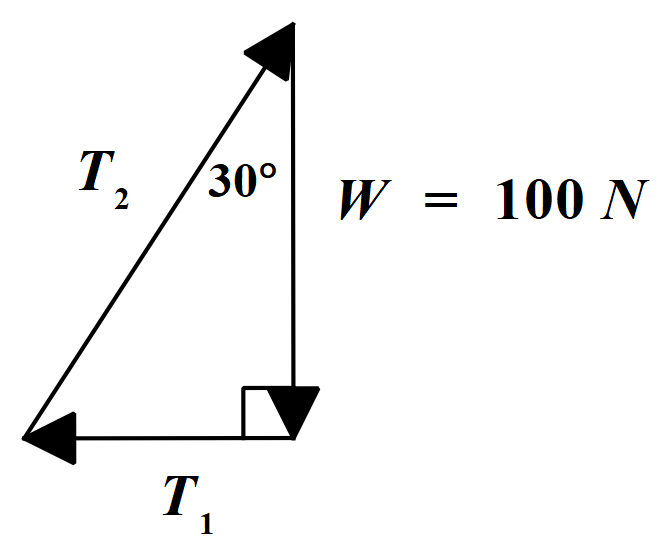 T₂
30°
W = 100 N
T₁